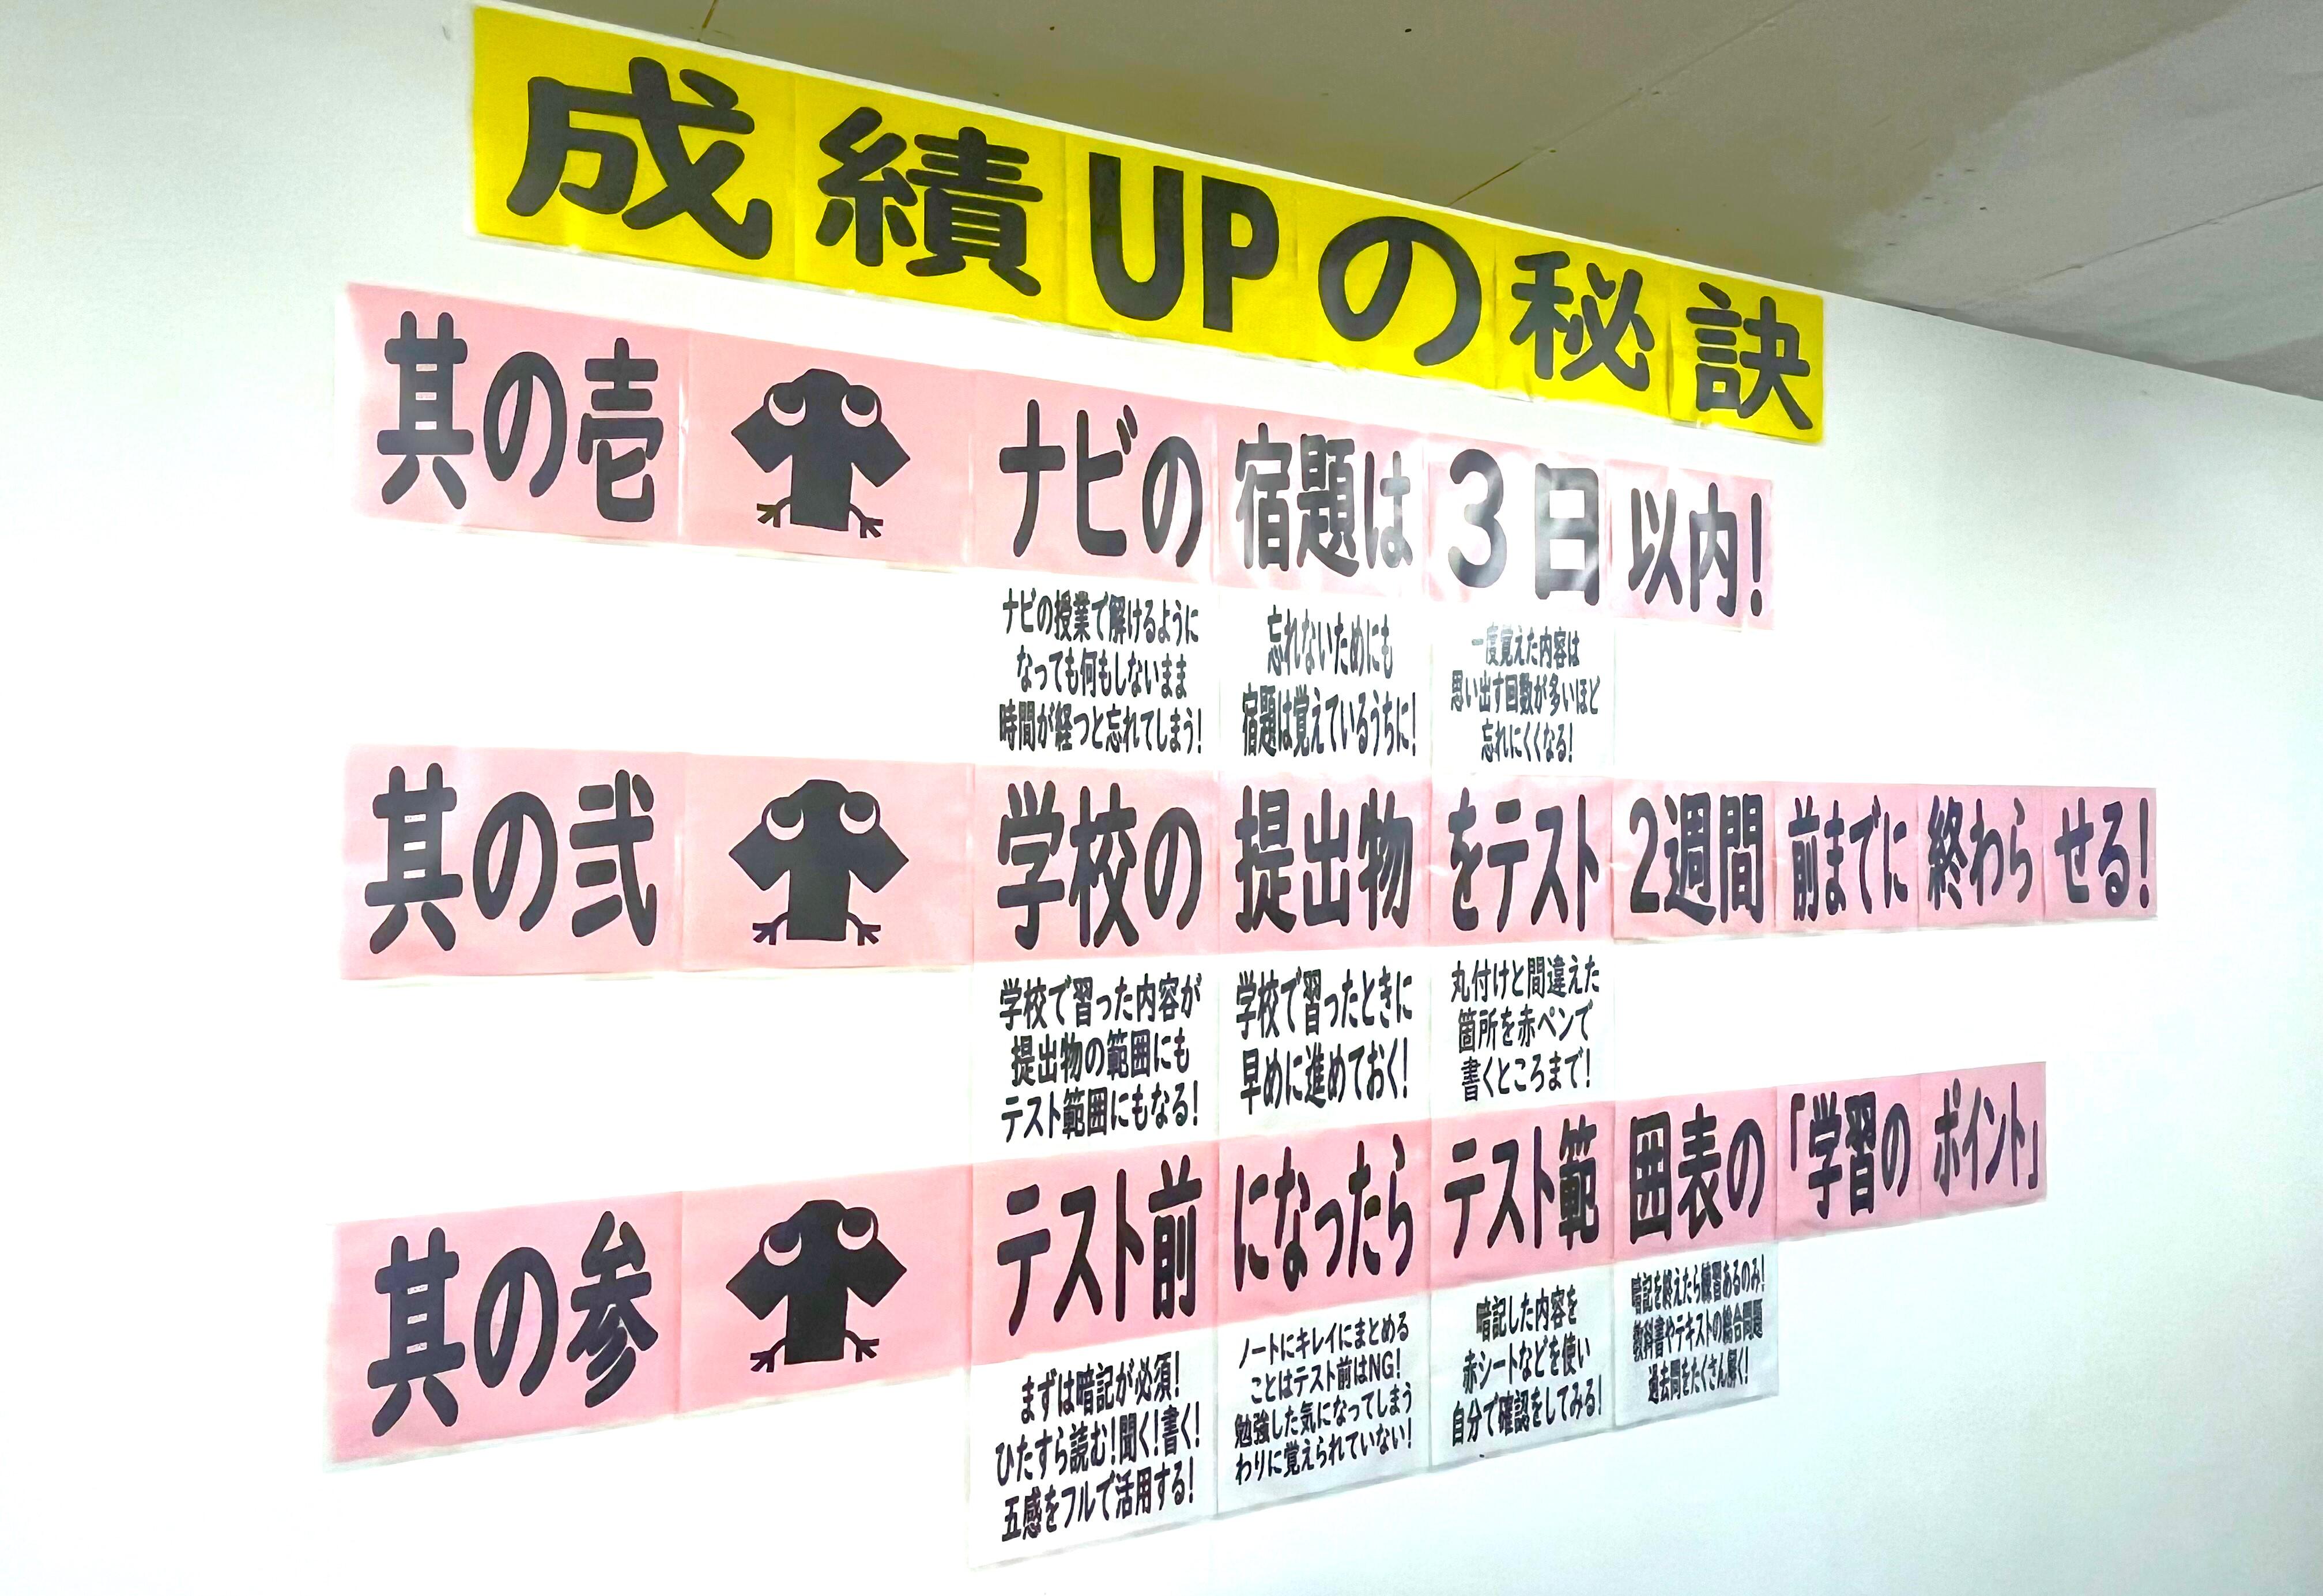 成績UPの秘訣
其の壱 ナビの宿題は3日以内!
ナビの授業で解けるように
なっても何もしないまま
時間が経つと忘れてしまう!
忘れないためにも
宿題は覚えているうちに!
一度覚えた内容は
思い出す回数が多いほど
忘れにくくなる!
其の弐 学校の提出物をテスト2週間前までに終わらせる!
学校で習った内容が
提出物の範囲にも
テスト範囲にもなる!
学校で習ったときに
早めに進めておく!
丸付けと間違えた
箇所を赤ペンで
書くところまで!
其の参 テスト前になったらテスト範囲表の「学習のポイント」
まずは暗記が必須!
ひたすら読む!聞く!書く!
五感をフルで活用する!
ノートにキレイにまとめる
ことはテスト前はNG!
勉強した気になってしまう
わりに覚えられていない!
暗記した内容を
赤シートなどを使い
自分で確認をしてみる!
暗記を終えたら練習あるのみ!
教科書やテキストの総合問題
過去問をたくさん解く!